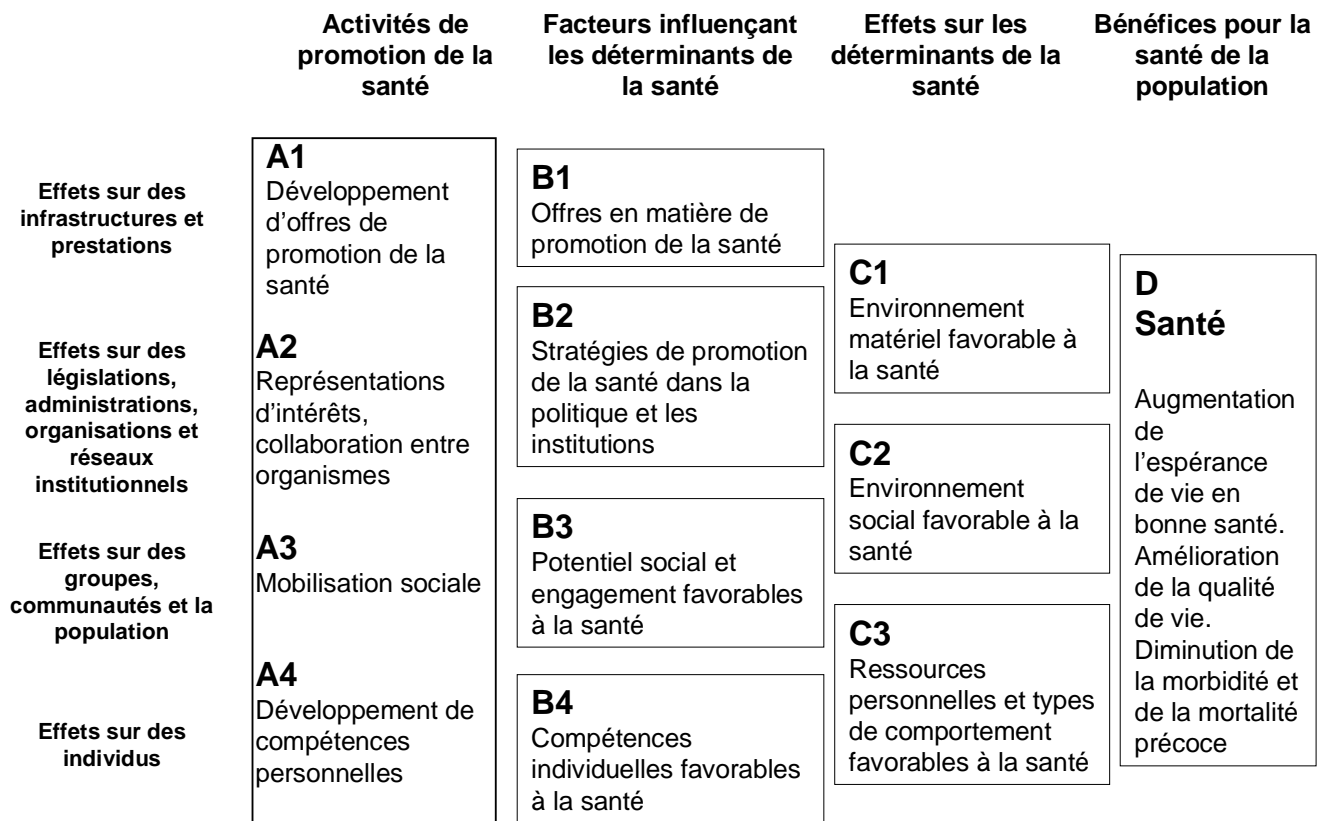 Activités de
promotion de la
santé
Facteurs influençant
les déterminants de
la santé
Effets sur les
déterminants de la
santé
Bénéfices pour la
santé de la
population
Effets sur des
infrastructures et
prestations
Effets sur des
législations,
administrations,
organisations et
réseaux
institutionnels
Effets sur des
groupes,
communautés et la
population
Effets sur des
individus
A1
Développement
d’offres de
promotion de la
santé
A2
Représentations
d’intérêts,
collaboration entre
organismes
A3
Mobilisation sociale
A4
Développement de
compétences
personnelles
B1
Offres en matière de
promotion de la santé
B2
Stratégies de promotion
de la santé dans la
politique et les
institutions
B3
Potentiel social et
engagement favorables
à la santé
B4
Compétences
individuelles favorables
à la santé
C1
Environnement
matériel favorable à
la santé
C2
Environnement
social favorable à la
santé
C3
Ressources
personnelles et types
de comportement
favorables à la santé
D
Santé
Augmentation
de
l’espérance
de vie en
bonne santé.
Amélioration
de la qualité
de vie.
Diminution de
la morbidité et
de la mortalité
précoce